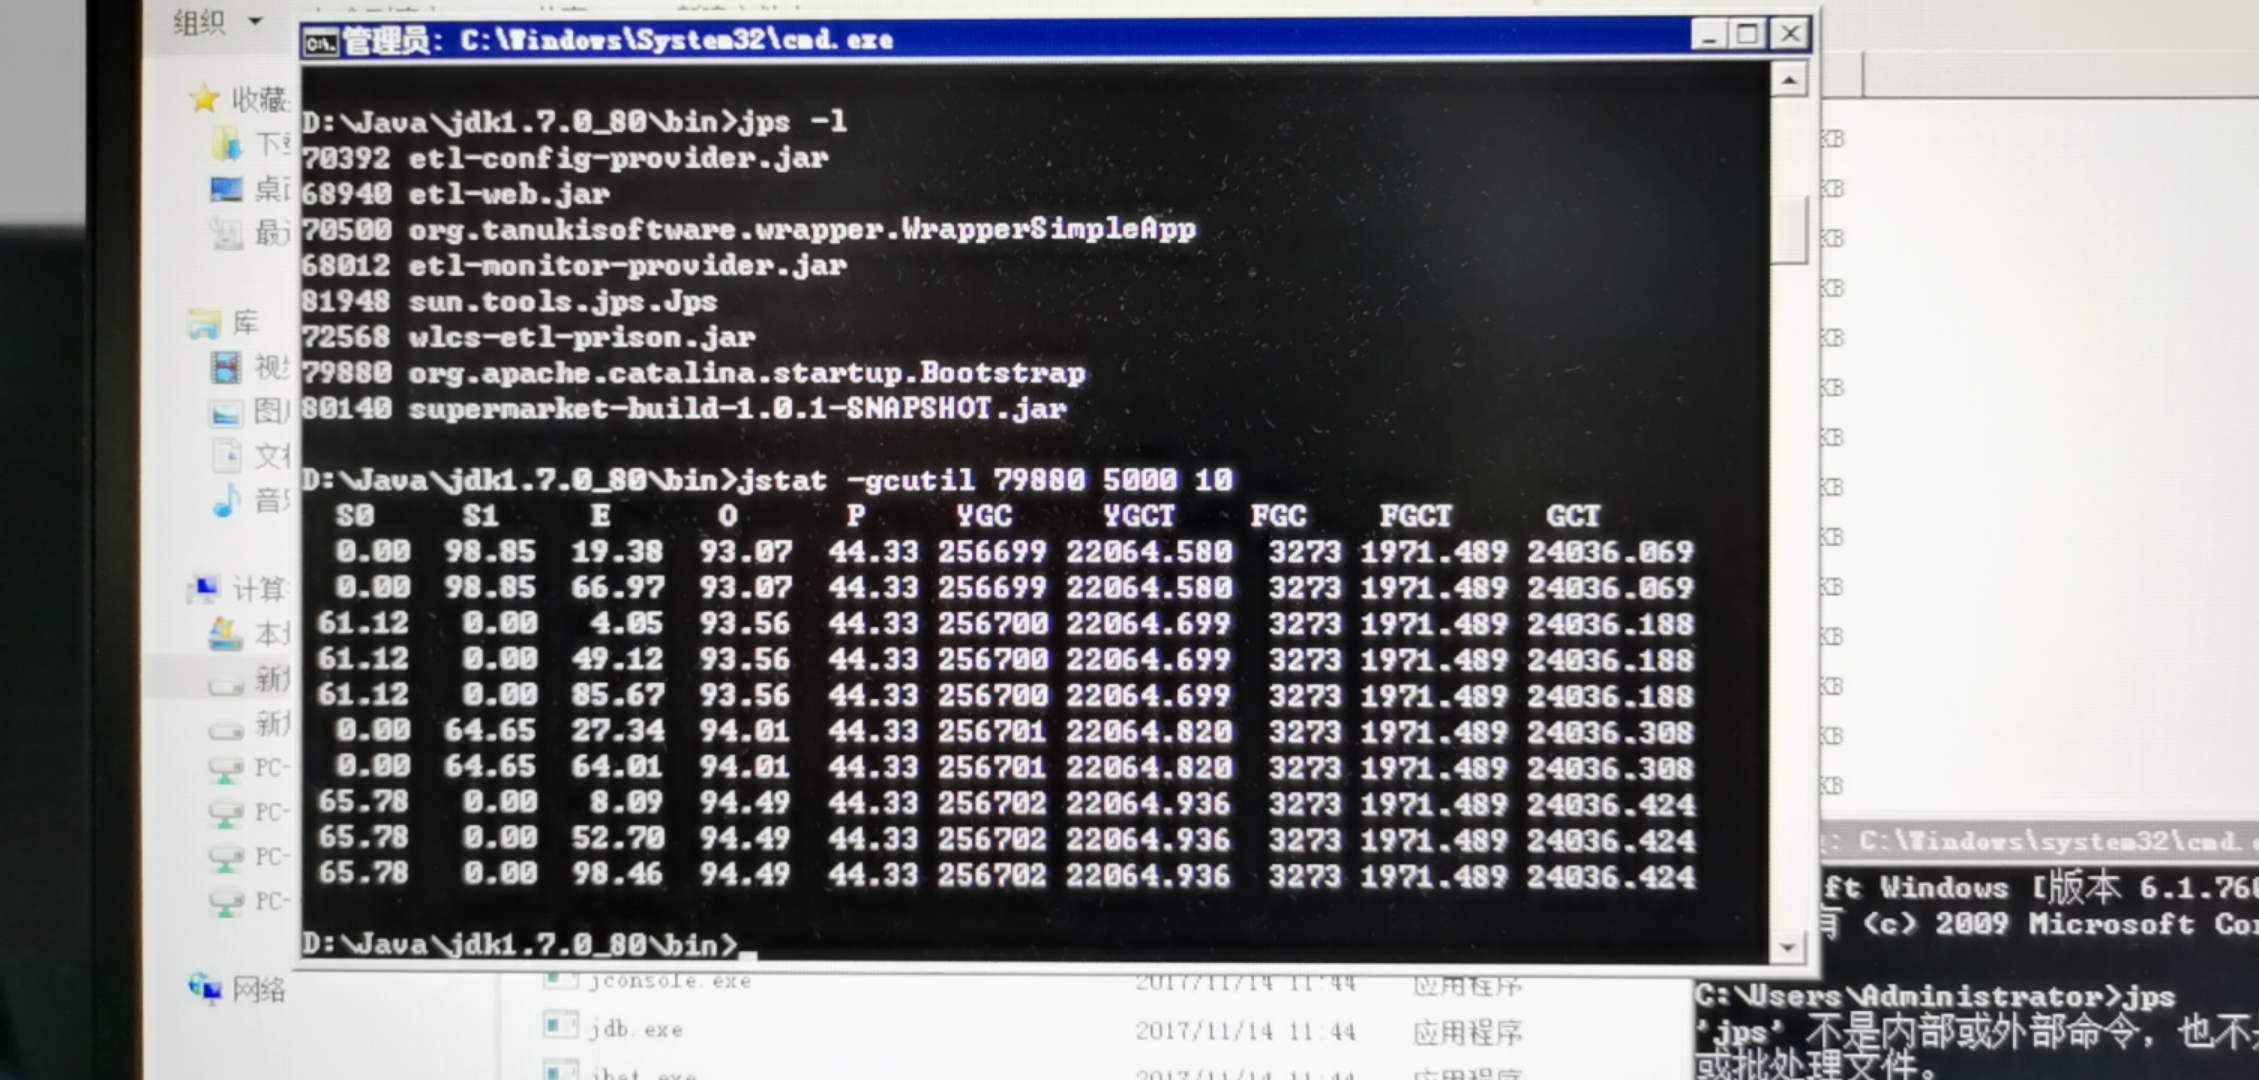 组织
管理员: C:\Windows\System32\cmd.exe
收藏
下
桌
最
库
视
图
文
音
计算
本
新
新
PC-
PC-
PC-
PC-
网络
D:\Java\jdk1.7.0_80\bin>jps -l
70392 etl-config-provider.jar
68940 etl-web.jar
70500 org.tanukisoftware.wrapper.WrapperSimpleApp
68012 etl-monitor-provider.jar
81948 sun.tools.jps.Jps
72568 wlcs-etl-prison.jar
79880 org.apache.catalina.startup.Bootstrap
80140 supermarket-build-1.0.1-SNAPSHOT.jar
D:\Java\jdk1.7.0_80\bin>jstat -gcutil 79880 5000 10
S0 S1 E O P YGC YGCT FGC FGCT GCT
0.00 98.85 19.38 93.07 44.33 256699 22064.580 3273 1971.489 24036.069
0.00 98.85 66.97 93.07 44.33 256699 22064.580 3273 1971.489 24036.069
61.12 0.00 4.05 93.56 44.33 256700 22064.699 3273 1971.489 24036.188
61.12 0.00 49.12 93.56 44.33 256700 22064.699 3273 1971.489 24036.188
61.12 0.00 85.67 93.56 44.33 256700 22064.699 3273 1971.489 24036.188
0.00 64.65 27.34 94.01 44.33 256701 22064.820 3273 1971.489 24036.308
0.00 64.65 64.01 94.01 44.33 256701 22064.820 3273 1971.489 24036.308
65.78 0.00 8.09 94.49 44.33 256702 22064.936 3273 1971.489 24036.424
65.78 0.00 52.70 94.49 44.33 256702 22064.936 3273 1971.489 24036.424
65.78 0.00 98.46 94.49 44.33 256702 22064.936 3273 1971.489 24036.424
D:\Java\jdk1.7.0_80\bin>
KB
KB
KB
KB
KB
KB
KB
KB
KB
KB
KB
KB
KB
KB
: C:\Windows\system32\cmd.
ft Windows [版本 6.1.760
有 (c) 2009 Microsoft Cor
C:\Users\Administrator>jps
'jps' 不是内部或外部命令，也不
或批处理文件。
jconsole.exe 2017/11/14 11:44 应用程序
jdb.exe 2017/11/14 11:44 应用程序
jhat.exe 2017/11/14 11:44 应用程序